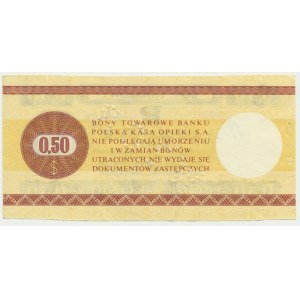 BONY TOWAROWE BANKU
POLSKA KASA OPIEKI S.A.
NIE PODLEGAJĄ UMORZENIU
I W ZAMIAN BONÓW
UTRACONYCH NIE WYDAJE SIĘ
DOKUMENTÓW ZASTĘPCZYCH
0,50
$